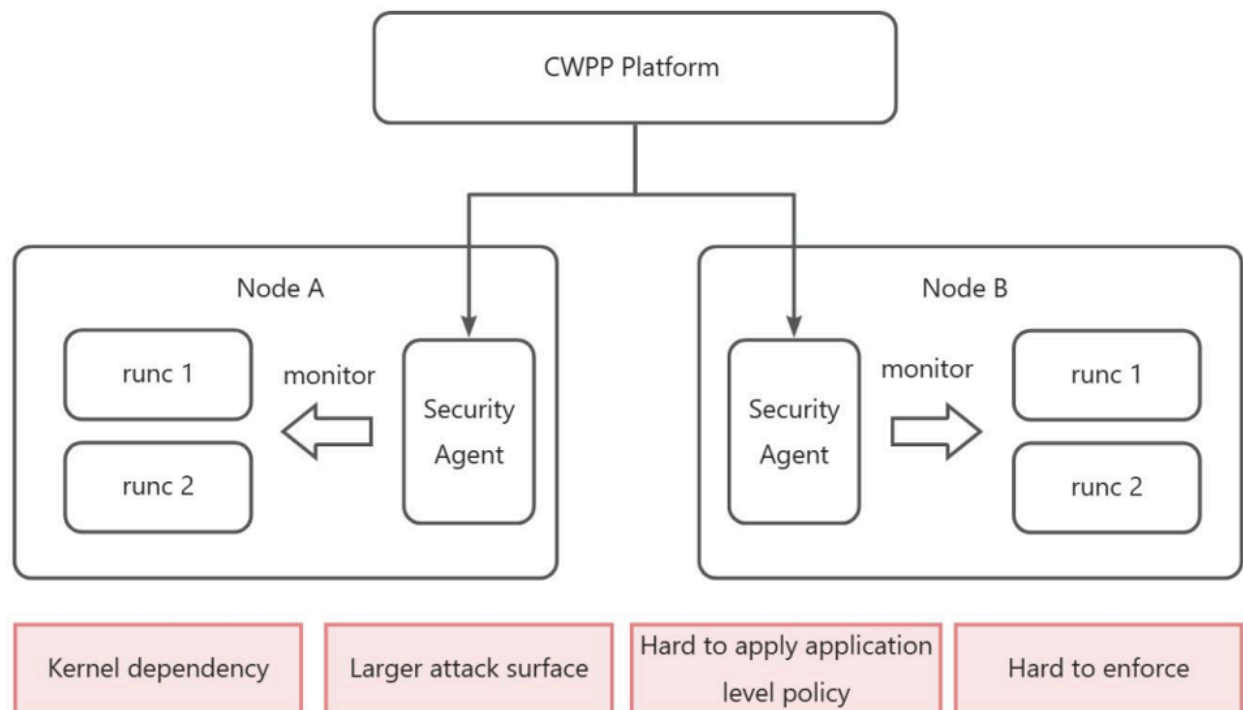 CWPP Platform
Node A
Node B
runc 1
monitor
Security
Agent
runc 2
Security
Agent
monitor
runc 1
runc 2
Kernel dependency
Larger attack surface
Hard to apply application
level policy
Hard to enforce